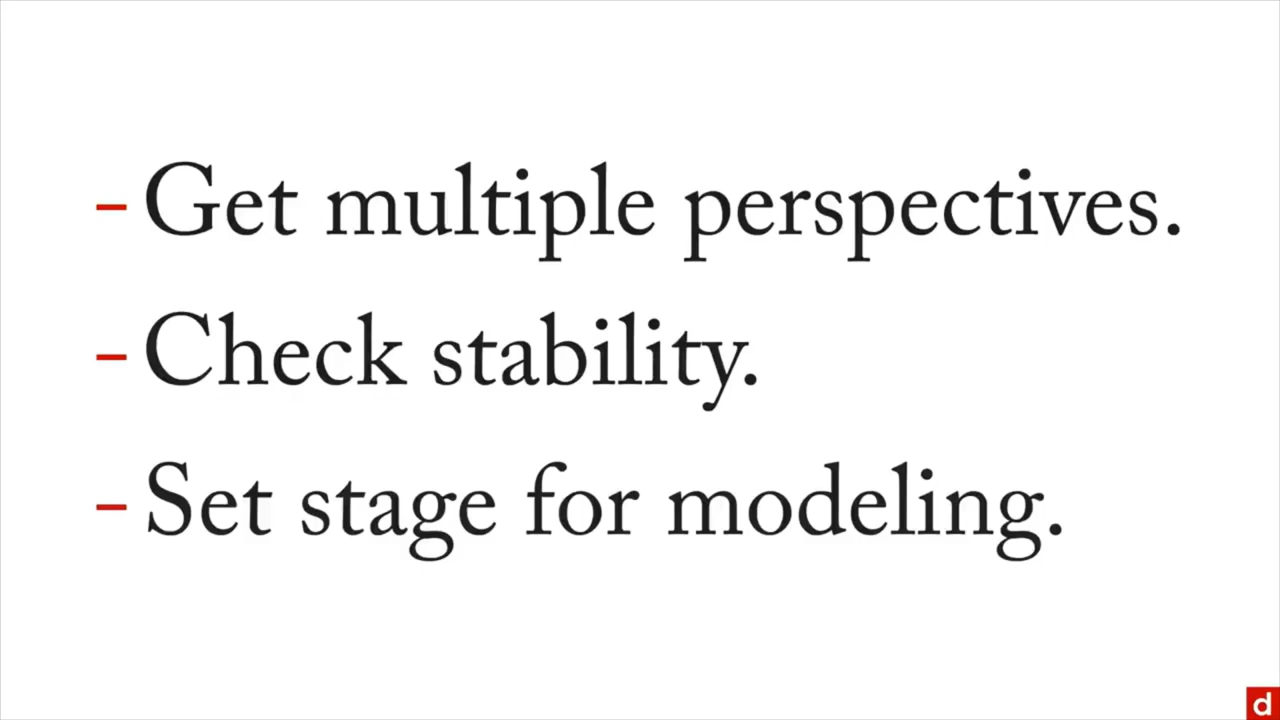 - Get multiple perspectives.
- Check stability.
- Set stage for modeling.
d